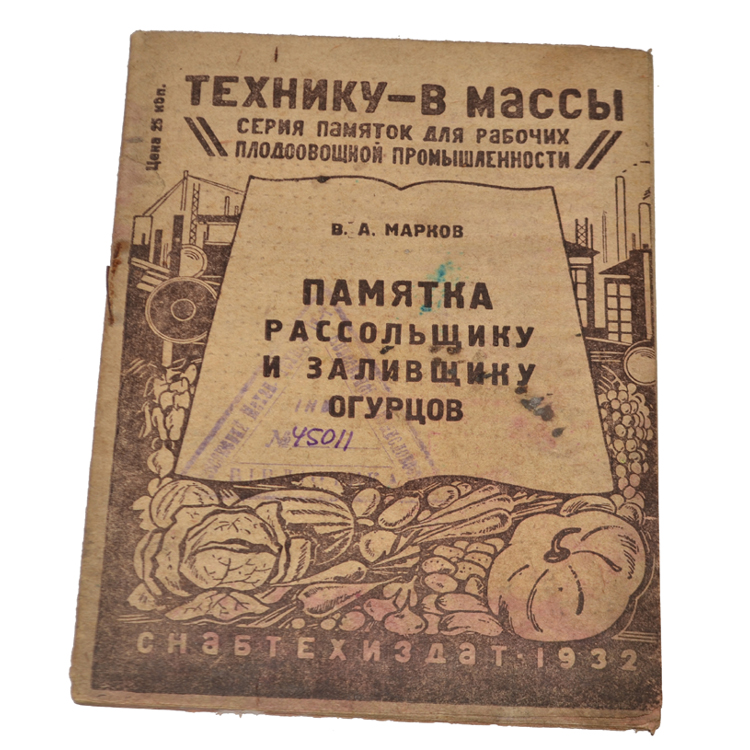 Цена 25 коп.
ТЕХНИКУ—В МАССЫ
СЕРИЯ ПАМЯТОК ДЛЯ РАБОЧИХ
ПЛОДООВОЩНОЙ ПРОМЫШЛЕННОСТИ
В. А. МАРКОВ
ПАМЯТКА
РАССОЛЬЩИКУ
И ЗАЛИВЩИКУ
ОГУРЦОВ
№45011
СНАБТЕХИЗДАТ·1932